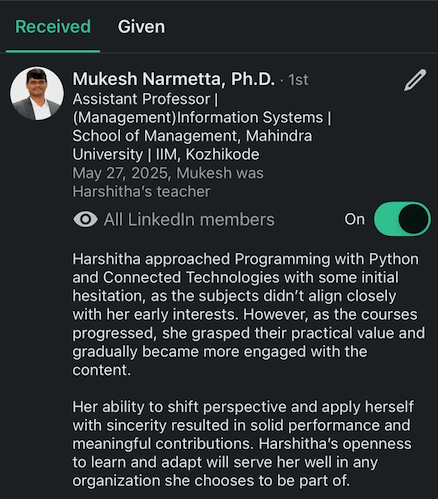 Received Given
Mukesh Narmetta, Ph.D. · 1st
Assistant Professor |
(Management)Information Systems |
School of Management, Mahindra
University | IIM, Kozhikode
May 27, 2025, Mukesh was
Harshitha's teacher
All LinkedIn members On
Harshitha approached Programming with Python
and Connected Technologies with some initial
hesitation, as the subjects didn't align closely
with her early interests. However, as the courses
progressed, she grasped their practical value and
gradually became more engaged with the
content.
Her ability to shift perspective and apply herself
with sincerity resulted in solid performance and
meaningful contributions. Harshitha's openness
to learn and adapt will serve her well in any
organization she chooses to be part of.